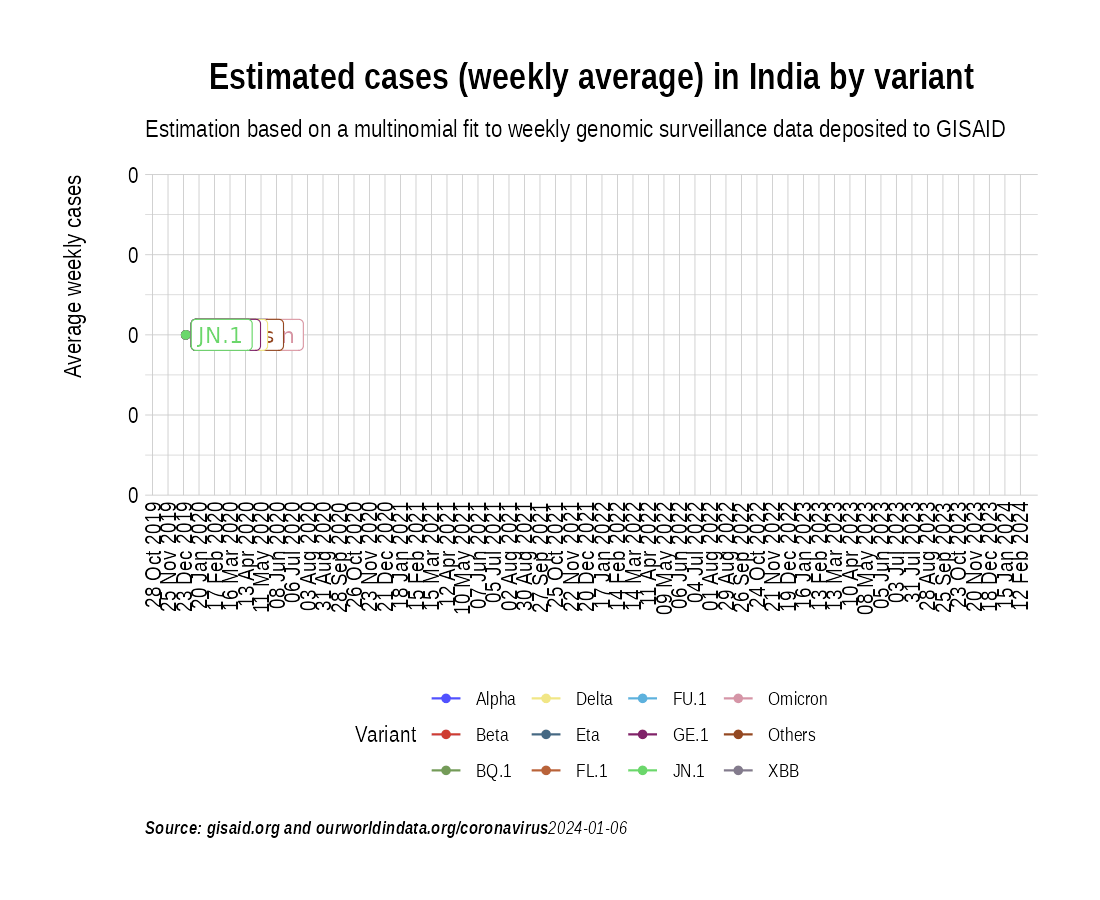 Estimated cases (weekly average) in India by variant
Estimation based on a multinomial fit to weekly genomic surveillance data deposited to GISAID
Average weekly cases
0
0
0
0
0
JN.1
s
n
28 Oct 2019
25 Nov 2019
23 Dec 2019
20 Jan 2020
17 Feb 2020
16 Mar 2020
13 Apr 2020
11 May 2020
08 Jun 2020
06 Jul 2020
03 Aug 2020
31 Aug 2020
28 Sep 2020
26 Oct 2020
23 Nov 2020
21 Dec 2020
18 Jan 2021
15 Feb 2021
15 Mar 2021
12 Apr 2021
10 May 2021
07 Jun 2021
05 Jul 2021
02 Aug 2021
30 Aug 2021
27 Sep 2021
25 Oct 2021
22 Nov 2021
20 Dec 2021
17 Jan 2022
14 Feb 2022
14 Mar 2022
11 Apr 2022
09 May 2022
06 Jun 2022
04 Jul 2022
01 Aug 2022
29 Aug 2022
26 Sep 2022
24 Oct 2022
21 Nov 2022
19 Dec 2022
16 Jan 2023
13 Feb 2023
13 Mar 2023
10 Apr 2023
08 May 2023
05 Jun 2023
03 Jul 2023
31 Jul 2023
28 Aug 2023
25 Sep 2023
23 Oct 2023
20 Nov 2023
18 Dec 2023
15 Jan 2024
12 Feb 2024
Variant
Alpha Delta FU.1 Omicron
Beta Eta GE.1 Others
BQ.1 FL.1 JN.1 XBB
Source: gisaid.org and ourworldindata.org/coronavirus2024-01-06